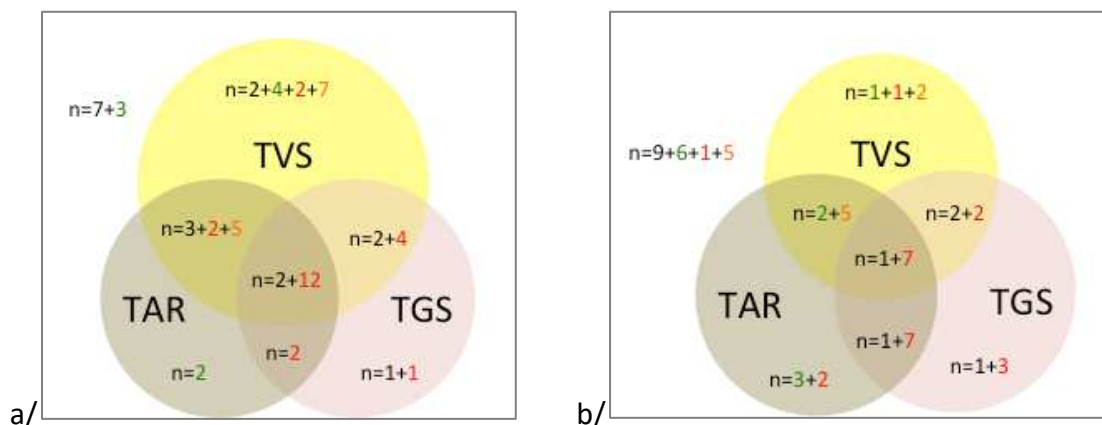 n=2+4+2+7
n=7+3
TVS
n=3+2+5
n=2+4
n=2+12
TAR
TGS
n=2
n=2
n=1+1
a/
n=1+1+2
n=9+6+1+5
TVS
n=2+5
n=2+2
n=1+7
TAR
TGS
n=1+7
n=3+2
n=1+3
b/